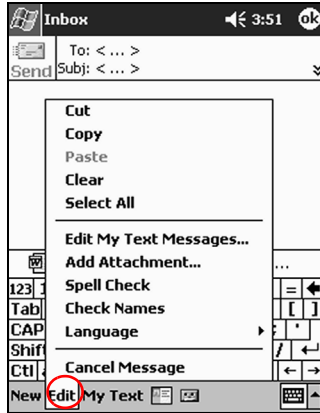 Inbox 3:51 ok
To: < ... >
Send Subj: < ... >
Cut
Copy
Paste
Clear
Select All
Edit My Text Messages...
Add Attachment...
Spell Check
Check Names
Language
Cancel Message
...
123 =
Tab [ ]
CAP ; '
Shift /
Ctl
New Edit My Text